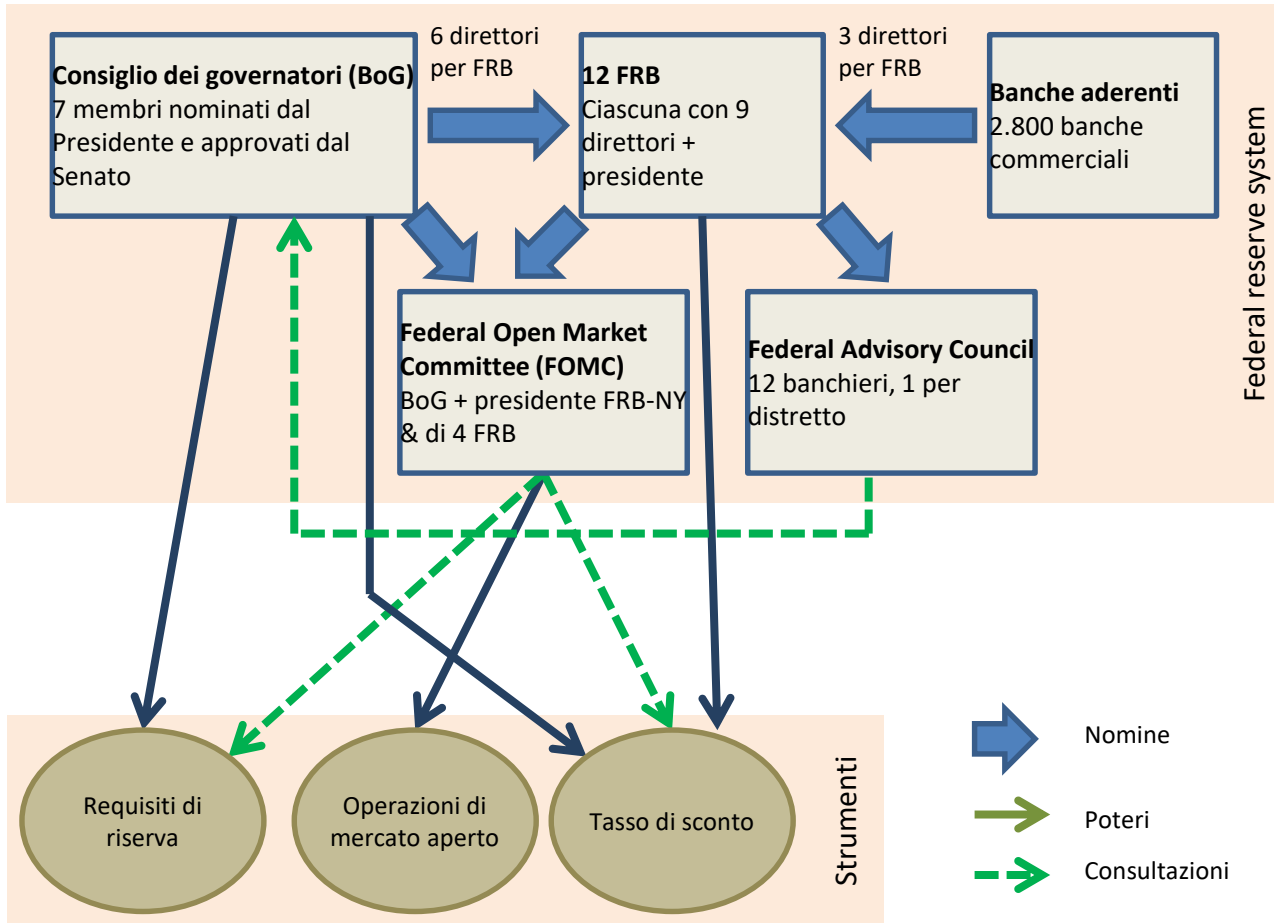 6 direttori
per FRB
3 direttori
per FRB
Consiglio dei governatori (BoG)
7 membri nominati dal
Presidente e approvati dal
Senato
12 FRB
Ciascuna con 9
direttori +
presidente
Banche aderenti
2.800 banche
commerciali
Federal Open Market
Committee (FOMC)
BoG + presidente FRB-NY
& di 4 FRB
Federal Advisory Council
12 banchieri, 1 per
distretto
Federal reserve system
Requisiti di
riserva
Operazioni di
mercato aperto
Tasso di sconto
Strumenti
Nomine
Poteri
Consultazioni